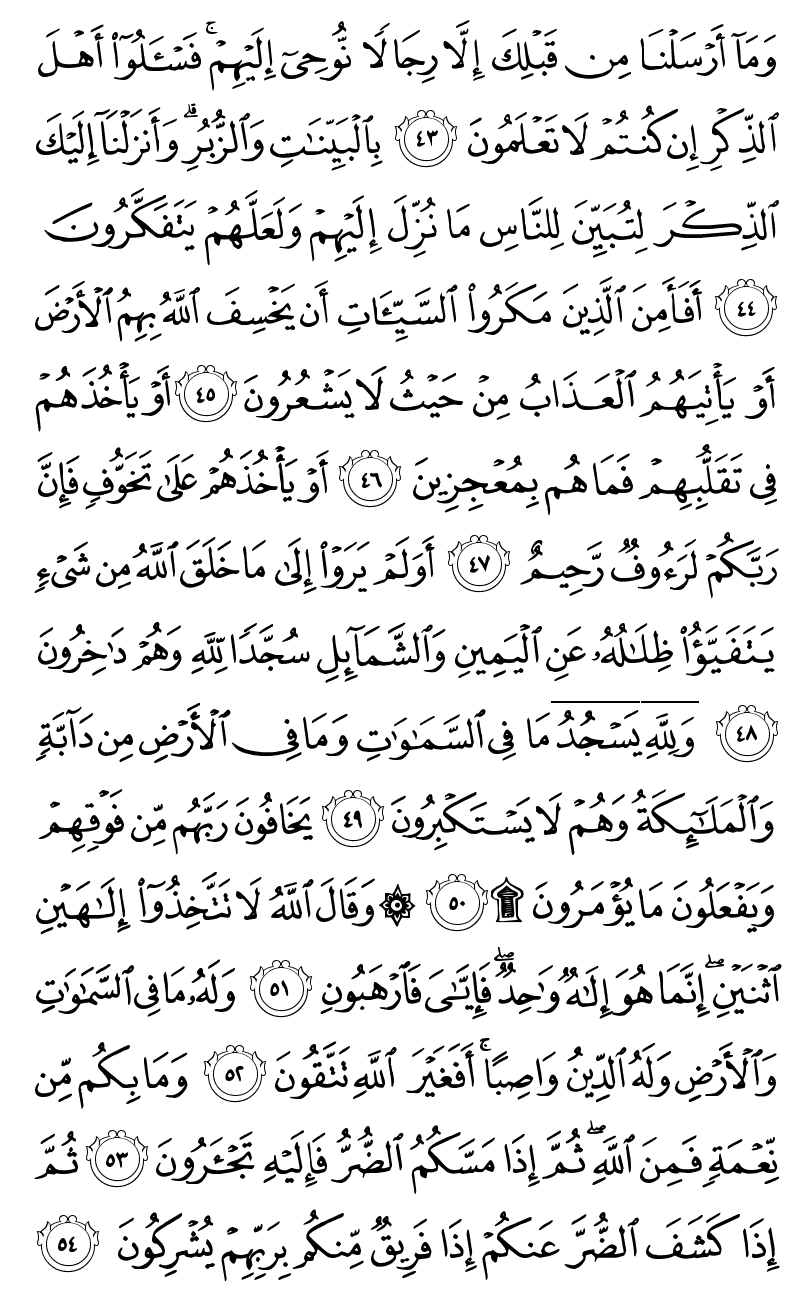 وَمَآ أَرۡسَلۡنَا مِن قَبۡلِكَ إِلَّا رِجَالٗا نُّوحِيٓ إِلَيۡهِمۡۚ فَسۡـَٔلُوٓاْ أَهۡلَ
ٱلذِّكۡرِ إِن كُنتُمۡ لَا تَعۡلَمُونَ ٤٣ بِٱلۡبَيِّنَٰتِ وَٱلزُّبُرِۗ وَأَنزَلۡنَآ إِلَيۡكَ
ٱلذِّكۡرَ لِتُبَيِّنَ لِلنَّاسِ مَا نُزِّلَ إِلَيۡهِمۡ وَلَعَلَّهُمۡ يَتَفَكَّرُونَ
٤٤ أَفَأَمِنَ ٱلَّذِينَ مَكَرُواْ ٱلسَّيِّـَٔاتِ أَن يَخۡسِفَ ٱللَّهُ بِهِمُ ٱلۡأَرۡضَ
أَوۡ يَأۡتِيَهُمُ ٱلۡعَذَابُ مِنۡ حَيۡثُ لَا يَشۡعُرُونَ ٤٥ أَوۡ يَأۡخُذَهُمۡ
فِي تَقَلُّبِهِمۡ فَمَا هُم بِمُعۡجِزِينَ ٤٦ أَوۡ يَأۡخُذَهُمۡ عَلَىٰ تَخَوُّفٖ فَإِنَّ
رَبَّكُمۡ لَرَءُوفٞ رَّحِيمٌ ٤٧ أَوَلَمۡ يَرَوۡاْ إِلَىٰ مَا خَلَقَ ٱللَّهُ مِن شَيۡءٖ
يَتَفَيَّؤُاْ ظِلَٰلُهُۥ عَنِ ٱلۡيَمِينِ وَٱلشَّمَآئِلِ سُجَّدٗا لِّلَّهِ وَهُمۡ دَٰخِرُونَ
٤٨ وَلِلَّهِۤ يَسۡجُدُۤ مَا فِي ٱلسَّمَٰوَٰتِ وَمَا فِي ٱلۡأَرۡضِ مِن دَآبَّةٖ
وَٱلۡمَلَٰٓئِكَةُ وَهُمۡ لَا يَسۡتَكۡبِرُونَ ٤٩ يَخَافُونَ رَبَّهُم مِّن فَوۡقِهِمۡ
وَيَفۡعَلُونَ مَا يُؤۡمَرُونَ ۩ ٥٠ ۞ وَقَالَ ٱللَّهُ لَا تَتَّخِذُوٓاْ إِلَٰهَيۡنِ
ٱثۡنَيۡنِۖ إِنَّمَا هُوَ إِلَٰهٞ وَٰحِدٞۖ فَإِيَّٰيَ فَٱرۡهَبُونِ ٥١ وَلَهُۥ مَا فِي ٱلسَّمَٰوَٰتِ
وَٱلۡأَرۡضِ وَلَهُ ٱلدِّينُ وَاصِبًاۚ أَفَغَيۡرَ ٱللَّهِ تَتَّقُونَ ٥٢ وَمَا بِكُم مِّن
نِّعۡمَةٖ فَمِنَ ٱللَّهِۖ ثُمَّ إِذَا مَسَّكُمُ ٱلضُّرُّ فَإِلَيۡهِ تَجۡـَٔرُونَ ٥٣ ثُمَّ
إِذَا كَشَفَ ٱلضُّرَّ عَنكُمۡ إِذَا فَرِيقٞ مِّنكُم بِرَبِّهِمۡ يُشۡرِكُونَ ٥٤